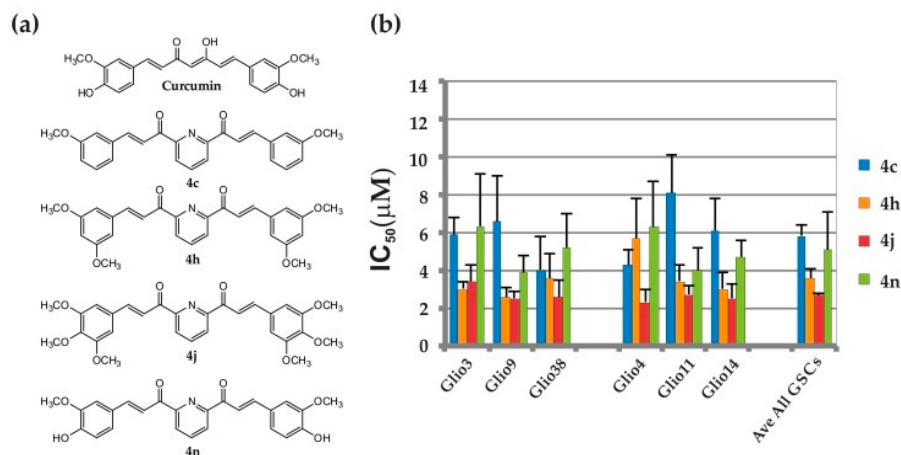 (a)
O OH
H₃CO OCH₃
HO Curcumin OH
O O
H₃CO N OCH₃
4c
O O
H₃CO N OCH₃
OCH₃ 4h OCH₃
O O
H₃CO N OCH₃
H₃CO OCH₃
OCH₃ 4j OCH₃
O O
H₃CO N OCH₃
HO OH
4n
(b)
IC₅₀(μM)
14
12
10
8
6
4
2
0
Glio3
Glio9
Glio38
Glio4
Glio11
Glio14
Ave All GSCs
4c
4h
4j
4n